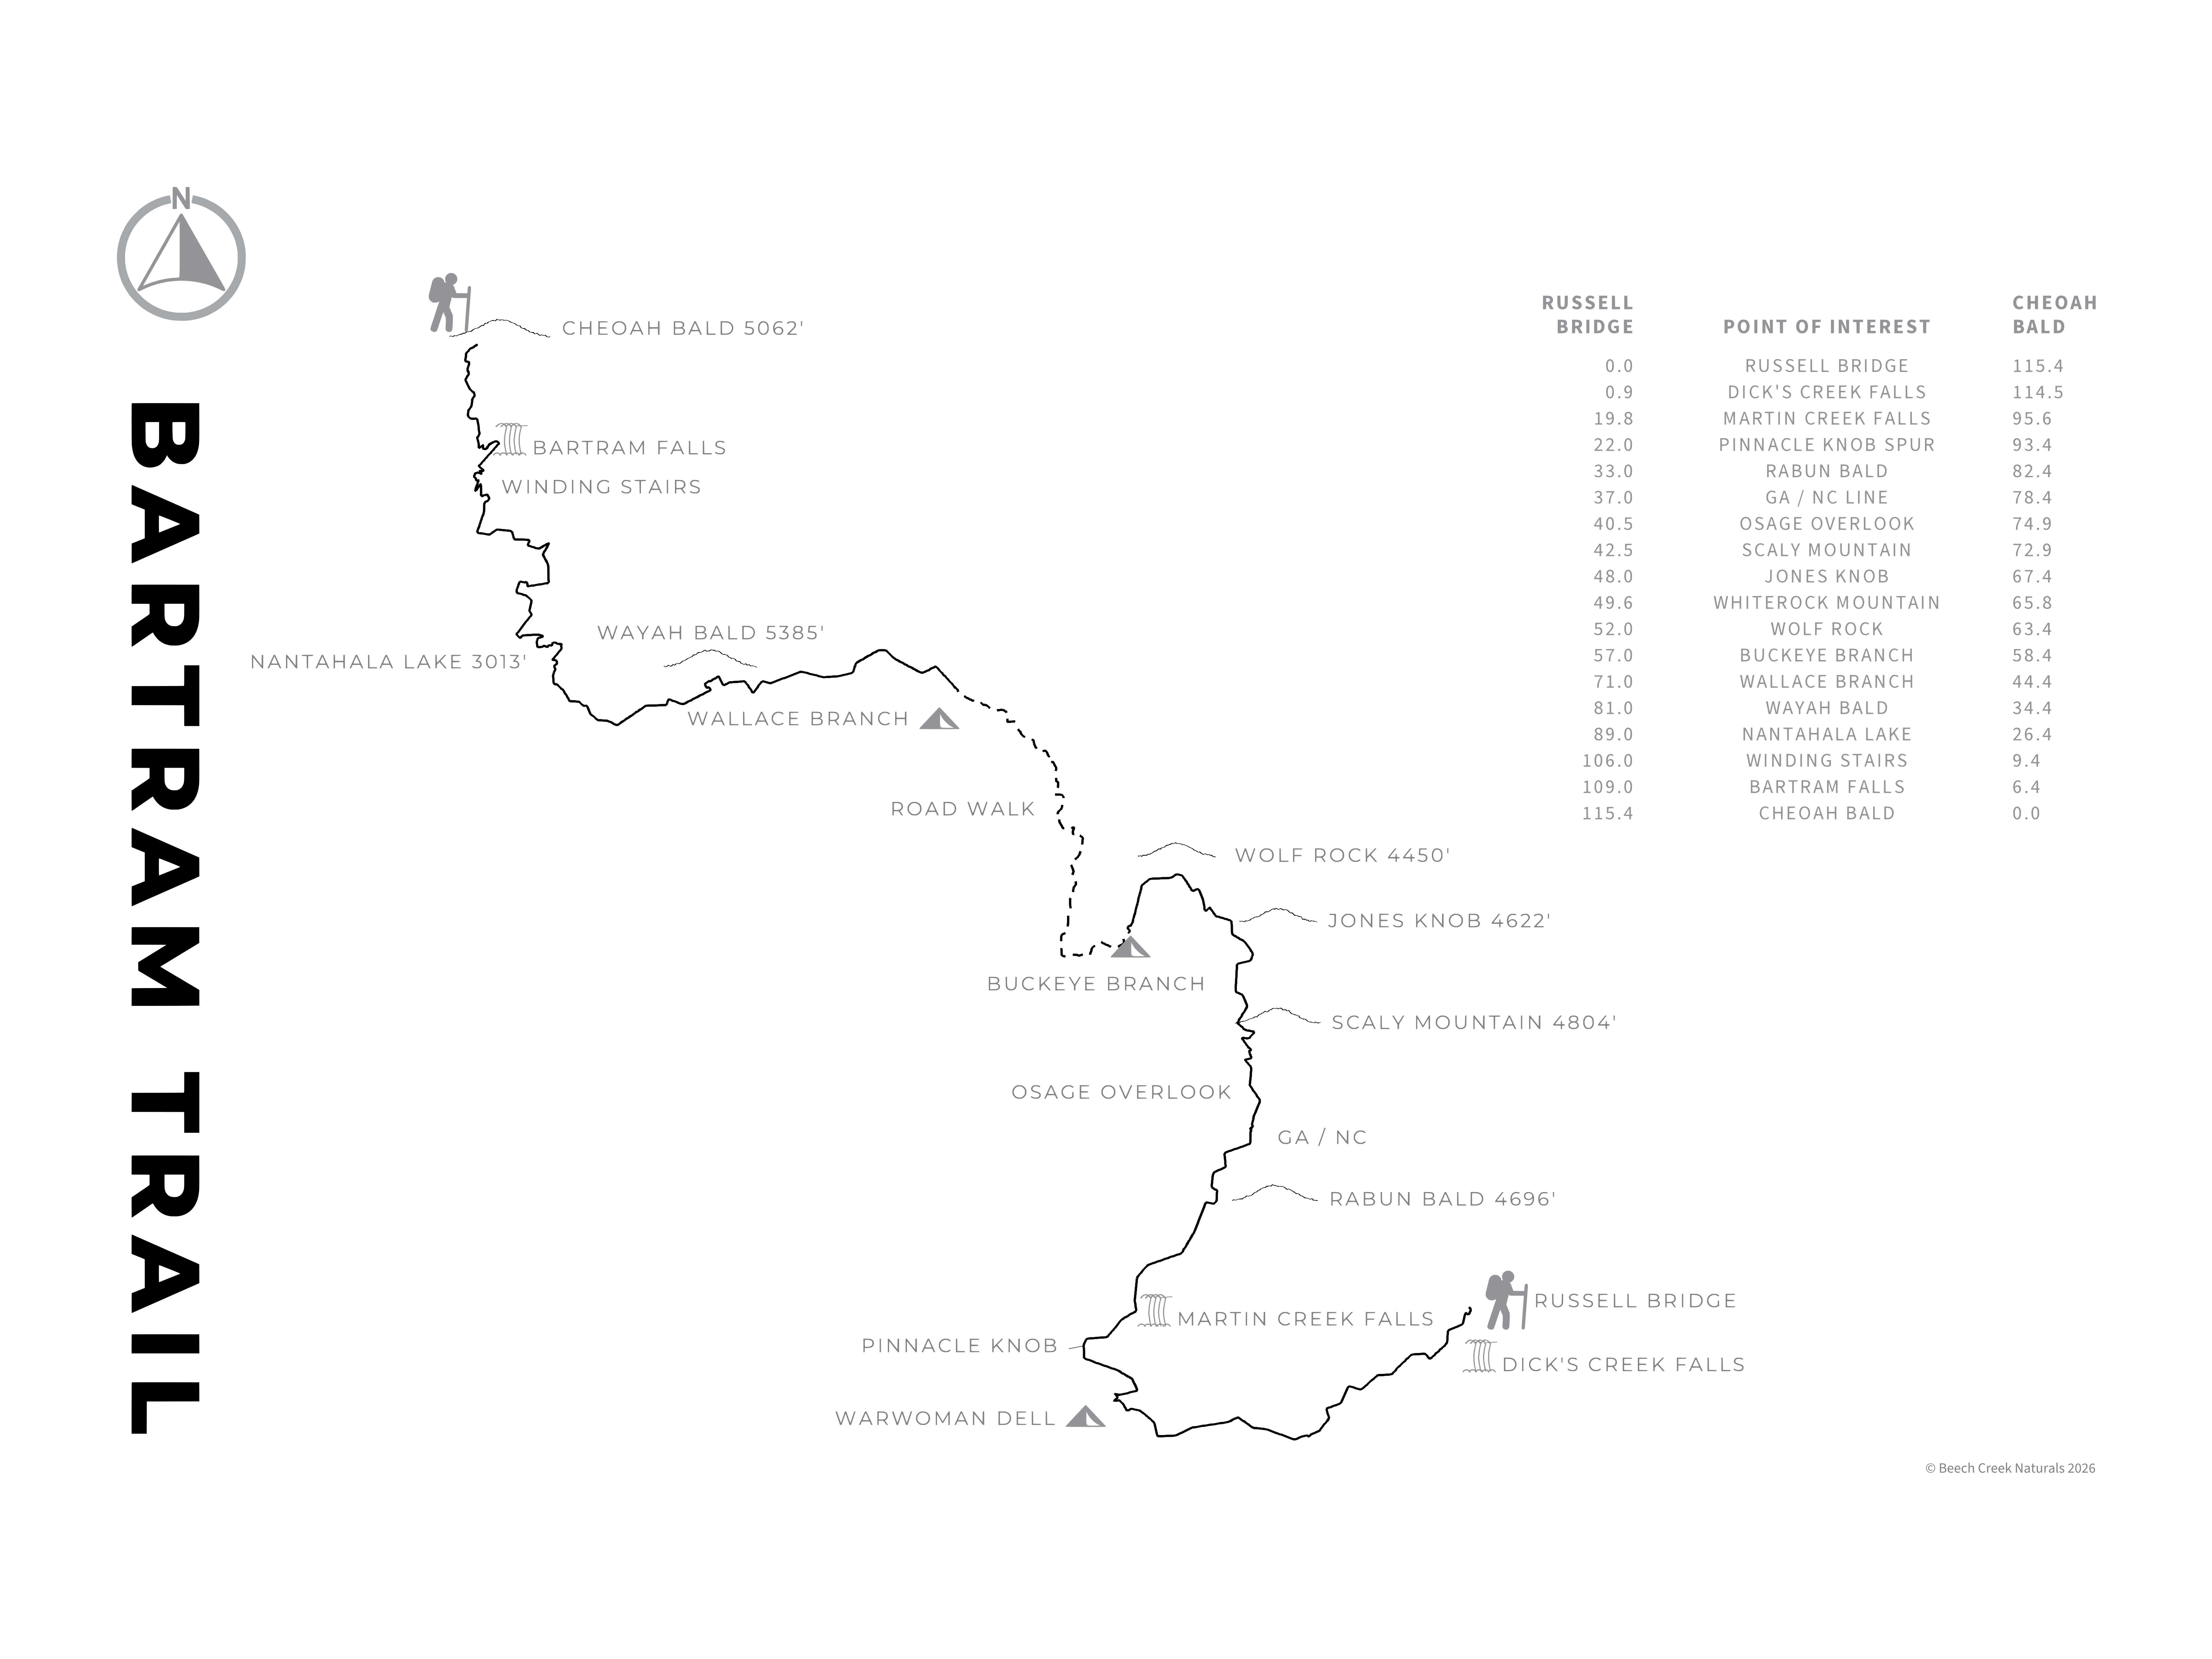 N
BARTRAM TRAIL
CHEOAH BALD 5062'
BARTRAM FALLS
WINDING STAIRS
WAYAH BALD 5385'
NANTAHALA LAKE 3013'
WALLACE BRANCH
ROAD WALK
WOLF ROCK 4450'
JONES KNOB 4622'
BUCKEYE BRANCH
SCALY MOUNTAIN 4804'
OSAGE OVERLOOK
GA / NC
RABUN BALD 4696'
RUSSELL BRIDGE
MARTIN CREEK FALLS
PINNACLE KNOB
DICK'S CREEK FALLS
WARWOMAN DELL
RUSSELL BRIDGE POINT OF INTEREST CHEOAH BALD
0.0 RUSSELL BRIDGE 115.4
0.9 DICK'S CREEK FALLS 114.5
19.8 MARTIN CREEK FALLS 95.6
22.0 PINNACLE KNOB SPUR 93.4
33.0 RABUN BALD 82.4
37.0 GA / NC LINE 78.4
40.5 OSAGE OVERLOOK 74.9
42.5 SCALY MOUNTAIN 72.9
48.0 JONES KNOB 67.4
49.6 WHITEROCK MOUNTAIN 65.8
52.0 WOLF ROCK 63.4
57.0 BUCKEYE BRANCH 58.4
71.0 WALLACE BRANCH 44.4
81.0 WAYAH BALD 34.4
89.0 NANTAHALA LAKE 26.4
106.0 WINDING STAIRS 9.4
109.0 BARTRAM FALLS 6.4
115.4 CHEOAH BALD 0.0
© Beech Creek Naturals 2026